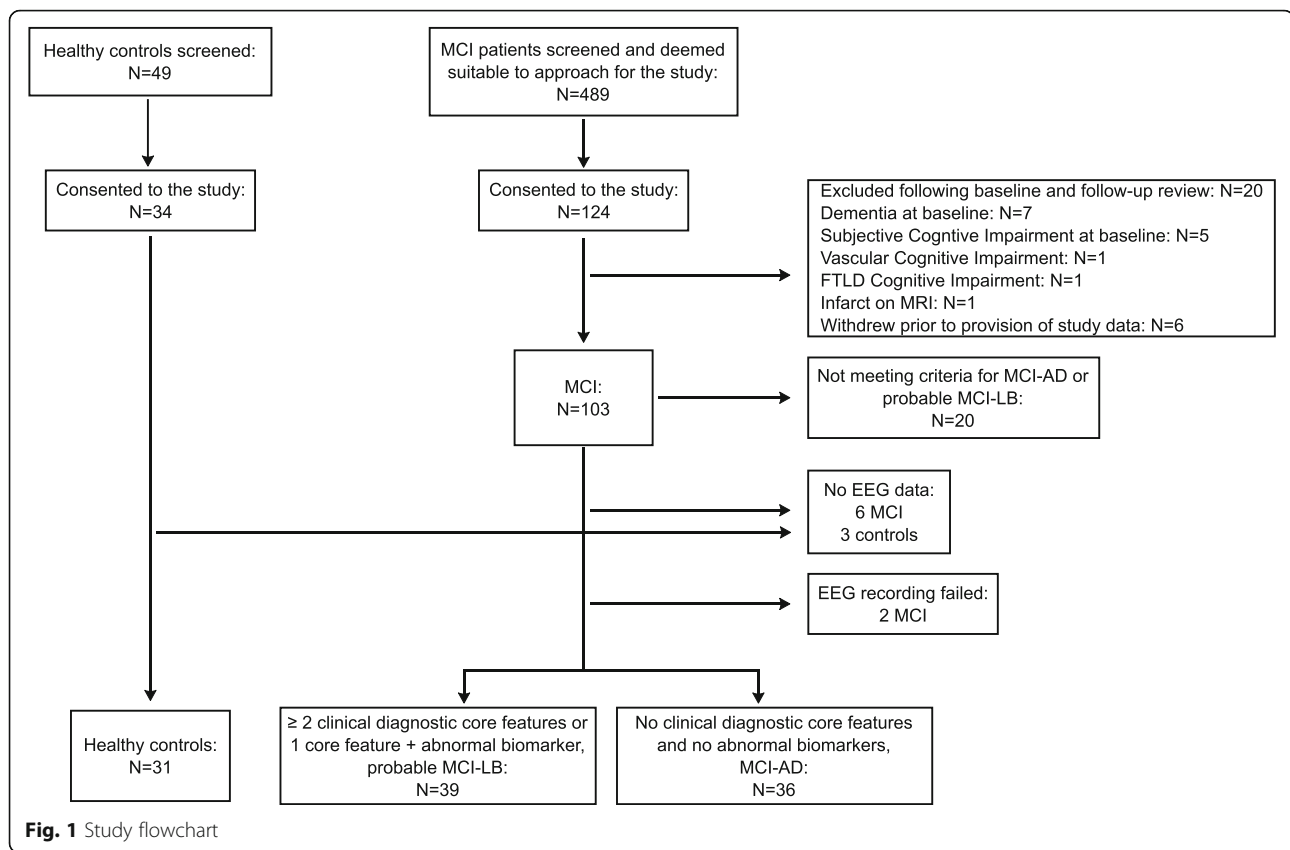 Healthy controls screened:
N=49
MCI patients screened and deemed
suitable to approach for the study:
N=489
Consented to the study:
N=34
Consented to the study:
N=124
Excluded following baseline and follow-up review: N=20
Dementia at baseline: N=7
Subjective Cogntive Impairment at baseline: N=5
Vascular Cognitive Impairment: N=1
FTLD Cognitive Impairment: N=1
Infarct on MRI: N=1
Withdrew prior to provision of study data: N=6
MCI:
N=103
Not meeting criteria for MCI-AD or
probable MCI-LB:
N=20
No EEG data:
6 MCI
3 controls
EEG recording failed:
2 MCI
Healthy controls:
N=31
≥ 2 clinical diagnostic core features or
1 core feature + abnormal biomarker,
probable MCI-LB:
N=39
No clinical diagnostic core features
and no abnormal biomarkers,
MCI-AD:
N=36
Fig. 1 Study flowchart